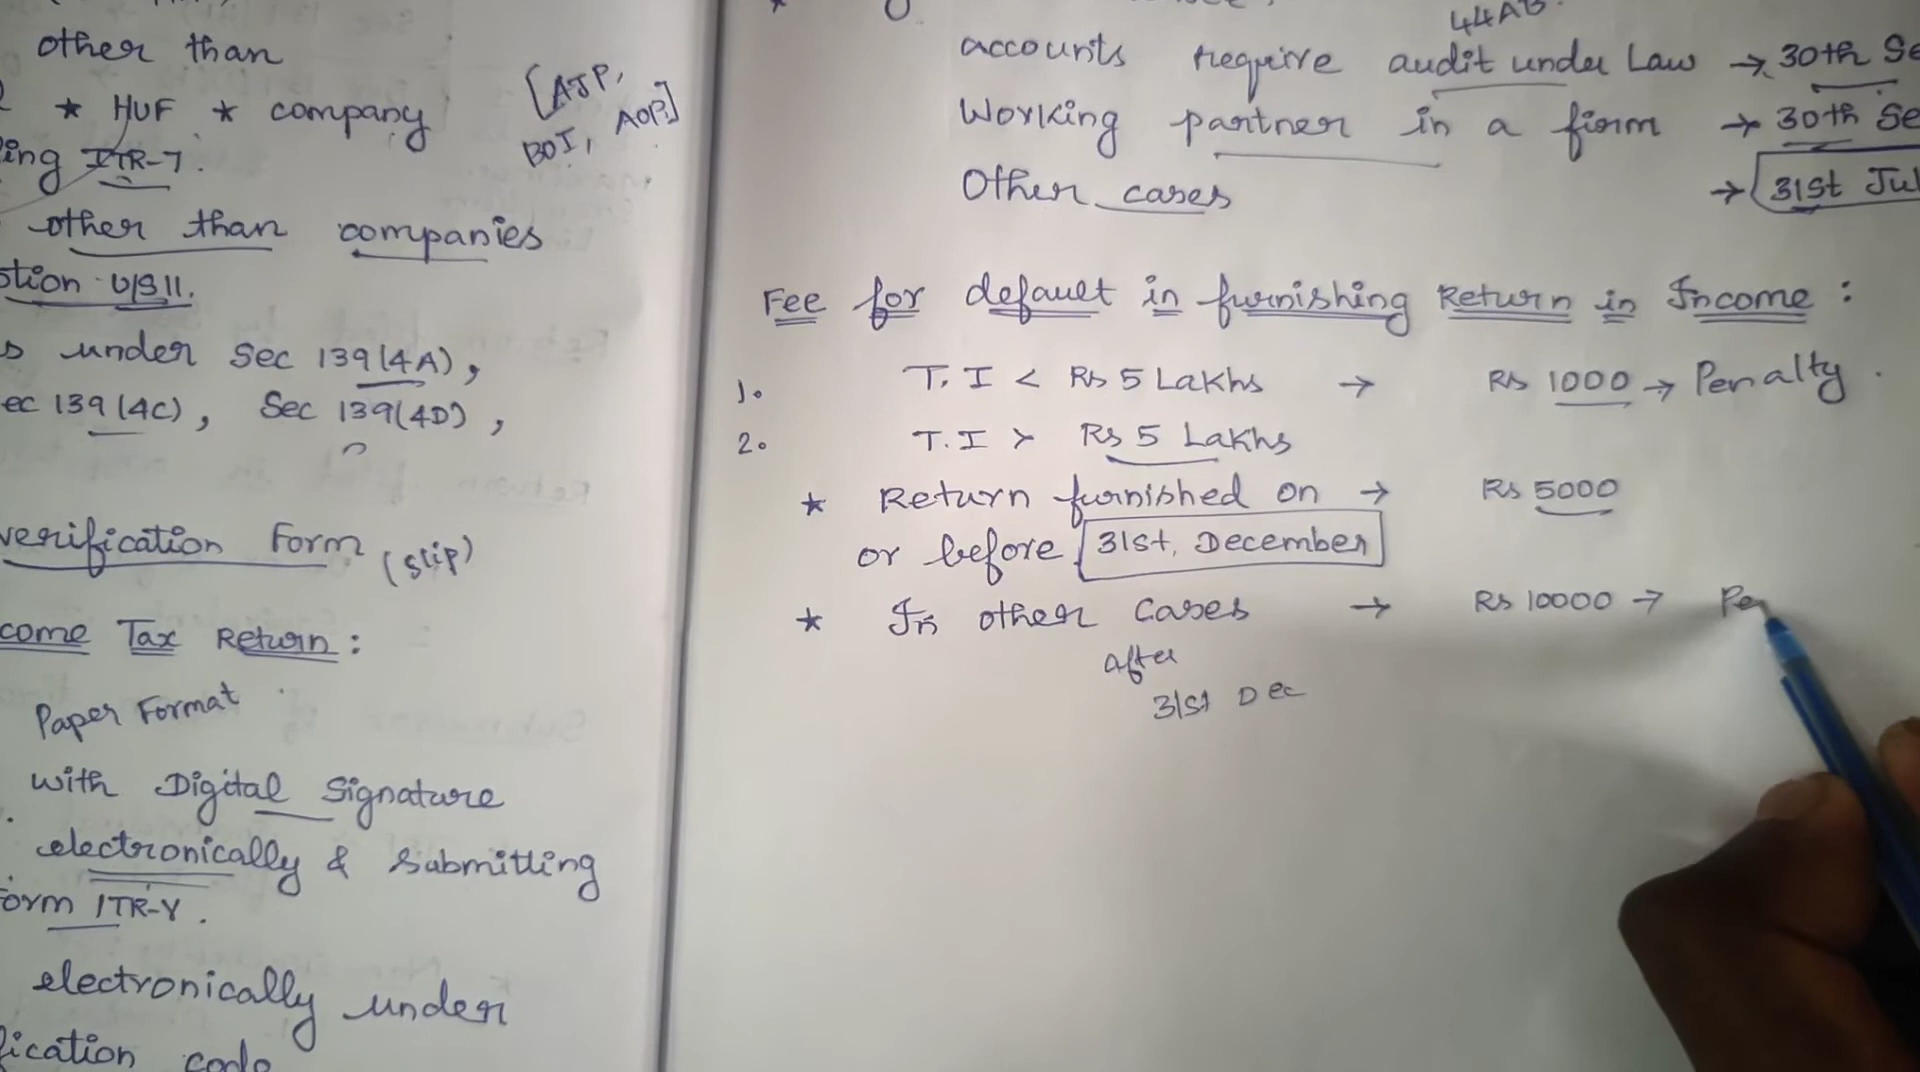 other than
* HUF * company [AJP, BOI, AOP.]
ing ITR-7.
other than companies
U/S 11.
under Sec 139(4A),
ec 139(4C), Sec 139(4D),
verification Form (slip)
come Tax Return:
Paper Format
with Digital Signature
electronically & submitting
orm ITR-V.
electronically under
fication code
44AB.
accounts require audit under Law → 30th Se
Working partner in a firm → 30th Se
Other cases → 31st Jul
Fee for default in furnishing Return in Income:
1. T.I < Rs 5 Lakhs → Rs 1000 → Penalty.
2. T.I > Rs 5 Lakhs
* Return furnished on → Rs 5000
or before 31st, December
* In other cases → Rs 10000 → Pe
after
31st Dec